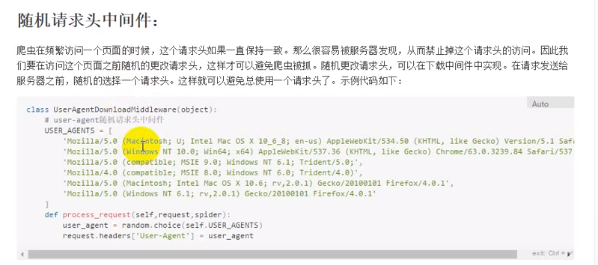 随机请求头中间件：
爬虫在频繁访问一个页面的时候，这个请求头如果一直保持一致。那么很容易被服务器发现，从而禁止掉这个请求头的访问。因此我
们要在访问这个页面之前随机的更改请求头，这样才可以避免爬虫被抓。随机更改请求头，可以在下载中间件中实现。在请求发送给
服务器之前，随机的选择一个请求头。这样就可以避免总使用一个请求头了。示例代码如下：
Auto
class UserAgentDownloadMiddleware(object):
# user-agent随机请求头中间件
USER_AGENTS = [
'Mozilla/5.0 (Macintosh; U; Intel Mac OS X 10_6_8; en-us) AppleWebKit/534.50 (KHTML, like Gecko) Version/5.1 Safa
'Mozilla/5.0 (Windows NT 10.0; Win64; x64) AppleWebKit/537.36 (KHTML, like Gecko) Chrome/63.0.3239.84 Safari/537
'Mozilla/5.0 (compatible; MSIE 9.0; Windows NT 6.1; Trident/5.0;',
'Mozilla/4.0 (compatible; MSIE 8.0; Windows NT 6.0; Trident/4.0)',
'Mozilla/5.0 (Macintosh; Intel Mac OS X 10.6; rv,2.0.1) Gecko/20100101 Firefox/4.0.1',
'Mozilla/5.0 (Windows NT 6.1; rv,2.0.1) Gecko/20100101 Firefox/4.0.1'
]
def process_request(self,request,spider):
user_agent = random.choice(self.USER_AGENTS)
request.headers['User-Agent'] = user_agent
exit: Ctrl +